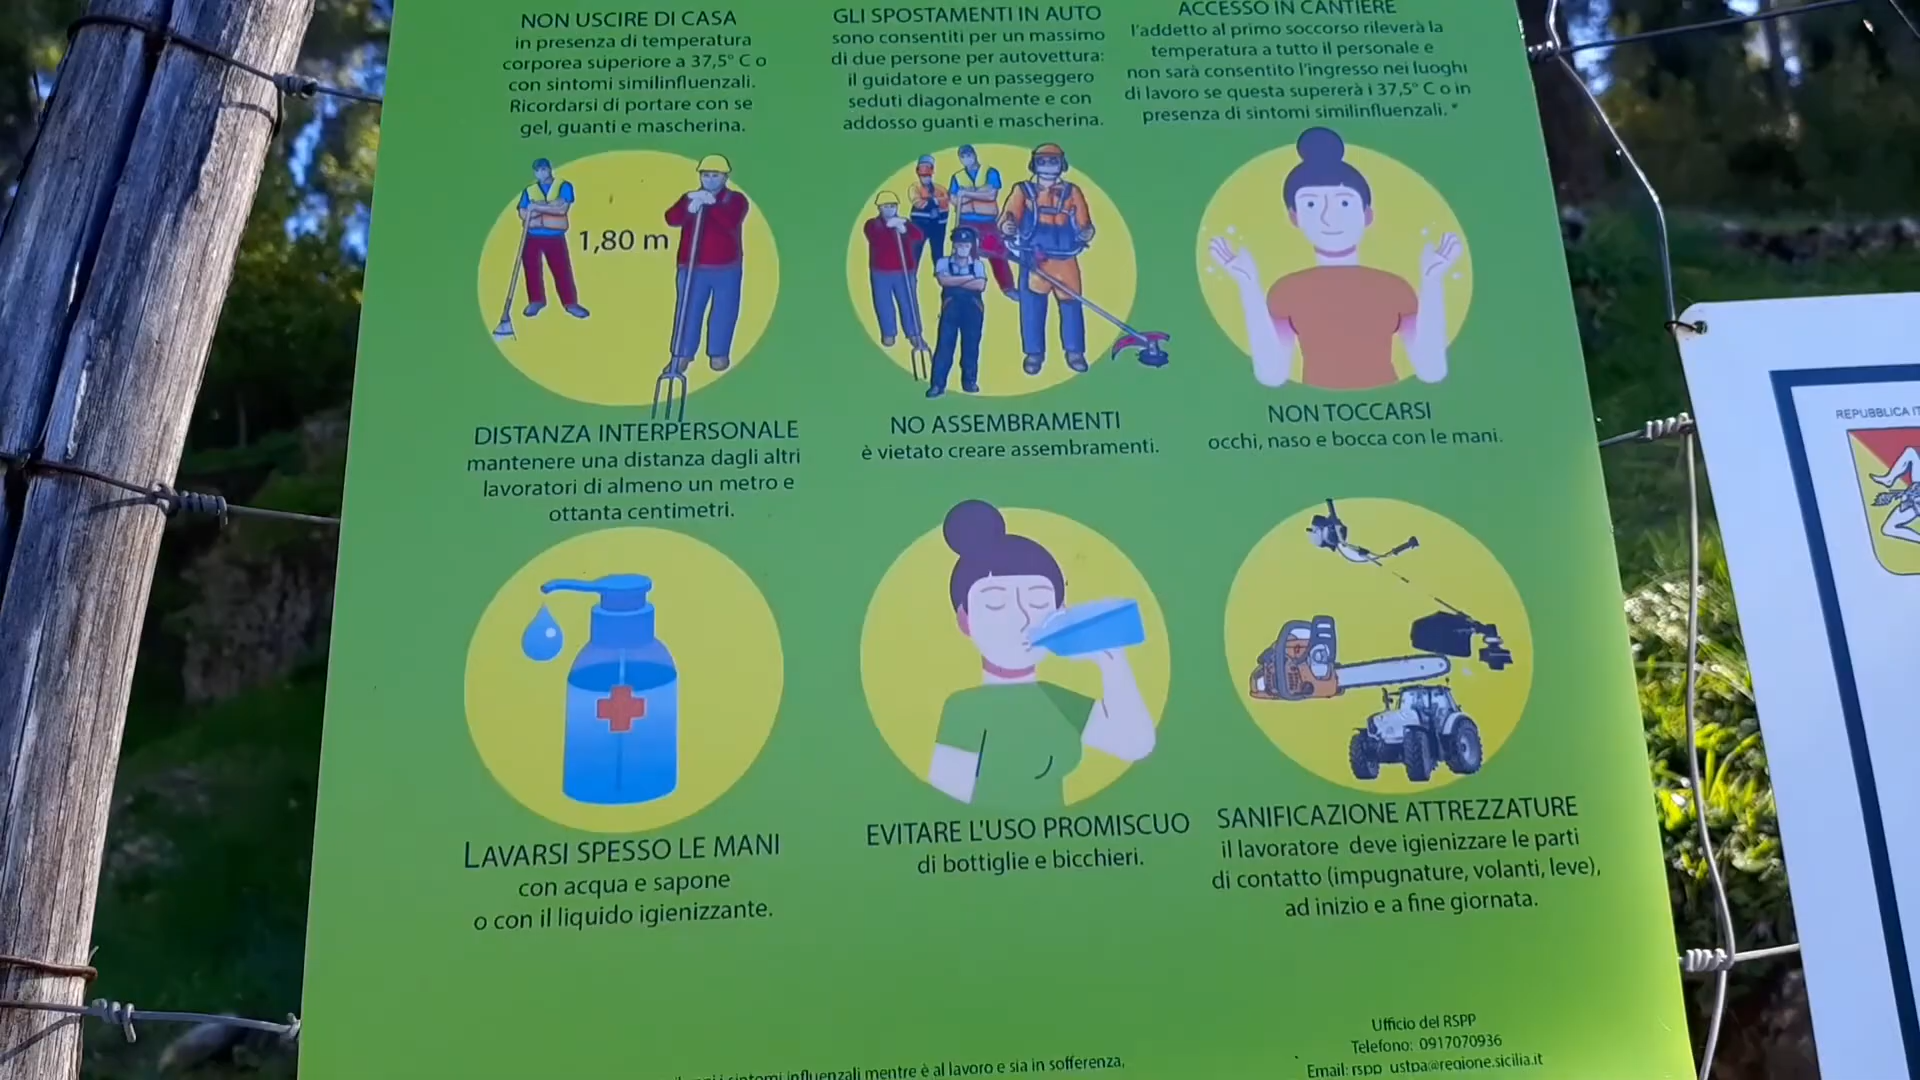 NON USCIRE DI CASA
in presenza di temperatura
corporea superiore a 37,5° C o
con sintomi similinfluenzali.
Ricordarsi di portare con se
gel, guanti e mascherina.
GLI SPOSTAMENTI IN AUTO
sono consentiti per un massimo
di due persone per autovettura:
il guidatore e un passeggero
seduti diagonalmente e con
addosso guanti e mascherina.
ACCESSO IN CANTIERE
l'addetto al primo soccorso rileverà la
temperatura a tutto il personale e
non sarà consentito l'ingresso nei luoghi
di lavoro se questa supererà i 37,5° C o in
presenza di sintomi similinfluenzali. *
1,80 m
DISTANZA INTERPERSONALE
mantenere una distanza dagli altri
lavoratori di almeno un metro e
ottanta centimetri.
NO ASSEMBRAMENTI
è vietato creare assembramenti.
NON TOCCARSI
occhi, naso e bocca con le mani.
LAVARSI SPESSO LE MANI
con acqua e sapone
o con il liquido igienizzante.
EVITARE L'USO PROMISCUO
di bottiglie e bicchieri.
SANIFICAZIONE ATTREZZATURE
il lavoratore deve igienizzare le parti
di contatto (impugnature, volanti, leve),
ad inizio e a fine giornata.
sintomi influenzali mentre è al lavoro e sia in sofferenza,
Ufficio del RSPP
Telefono: 0917070936
Email: rspp_ustpa@regione.sicilia.it
REPUBBLICA